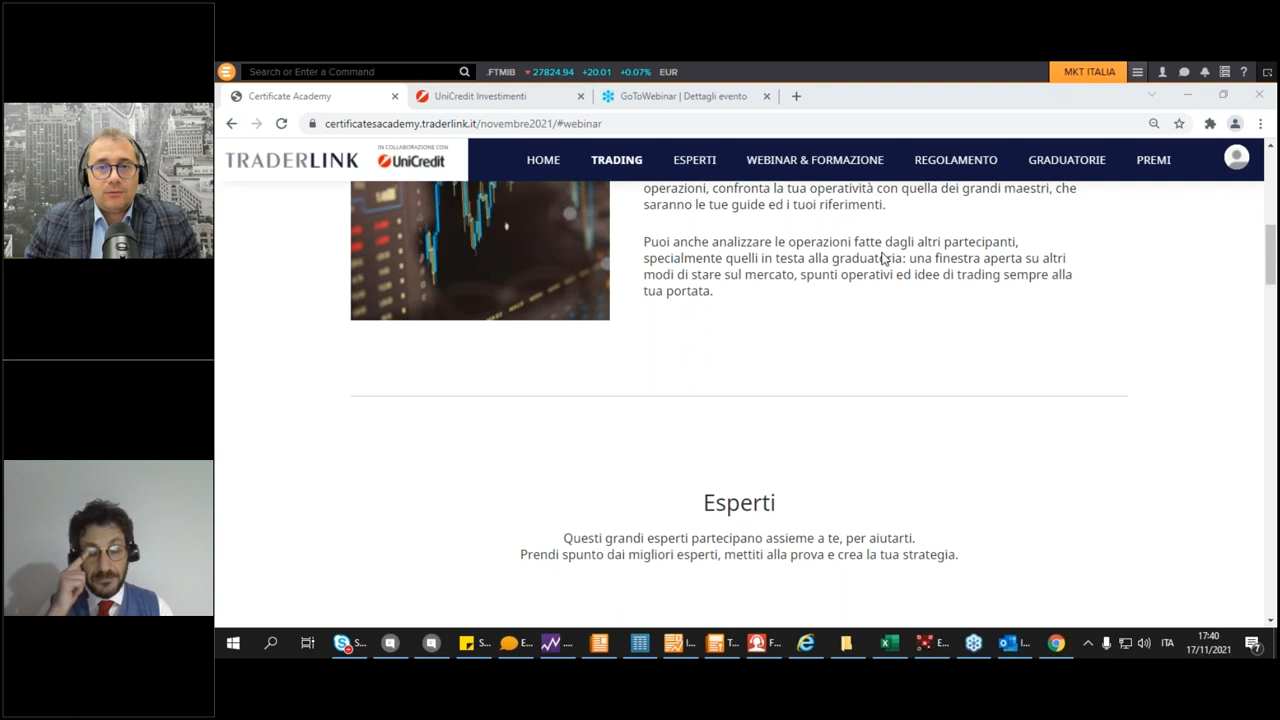 Search or Enter a Command
.FTMIB
27824.94
+20.01
+0.07%
EUR
MKT ITALIA
?
Certificate Academy
UniCredit Investimenti
GoToWebinar | Dettagli evento
certificatesacademy.traderlink.it/novembre2021/#webinar
TRADERLINK
IN COLLABORAZIONE CON
UniCredit
HOME
TRADING
ESPERTI
WEBINAR & FORMAZIONE
REGOLAMENTO
GRADUATORIE
PREMI
operazioni, confronta la tua operatività con quella dei grandi maestri, che
saranno le tue guide ed i tuoi riferimenti.
Puoi anche analizzare le operazioni fatte dagli altri partecipanti,
specialmente quelli in testa alla graduatoria: una finestra aperta su altri
modi di stare sul mercato, spunti operativi ed idee di trading sempre alla
tua portata.
Esperti
Questi grandi esperti partecipano assieme a te, per aiutarti.
Prendi spunto dai migliori esperti, mettiti alla prova e crea la tua strategia.
S...
S...
E...
...
I...
T...
F...
E...
I...
ITA
17:40
17/11/2021
7